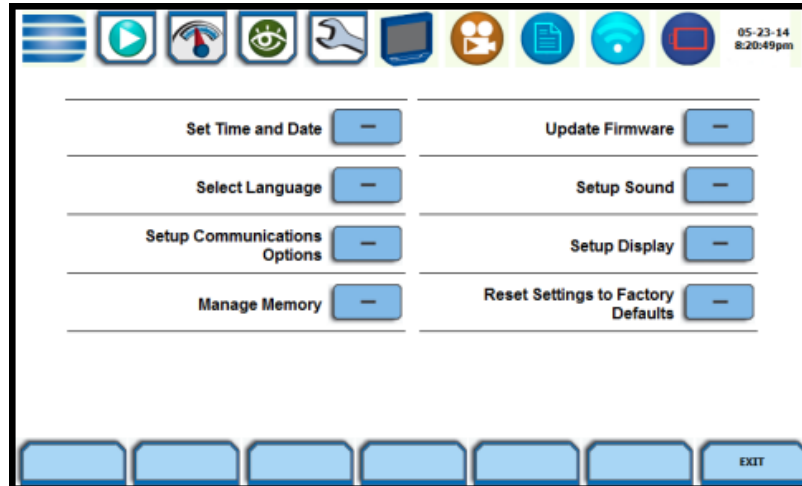 05-23-14
8:20:49pm
Set Time and Date
Update Firmware
Select Language
Setup Sound
Setup Communications
Options
Setup Display
Manage Memory
Reset Settings to Factory
Defaults
EXIT